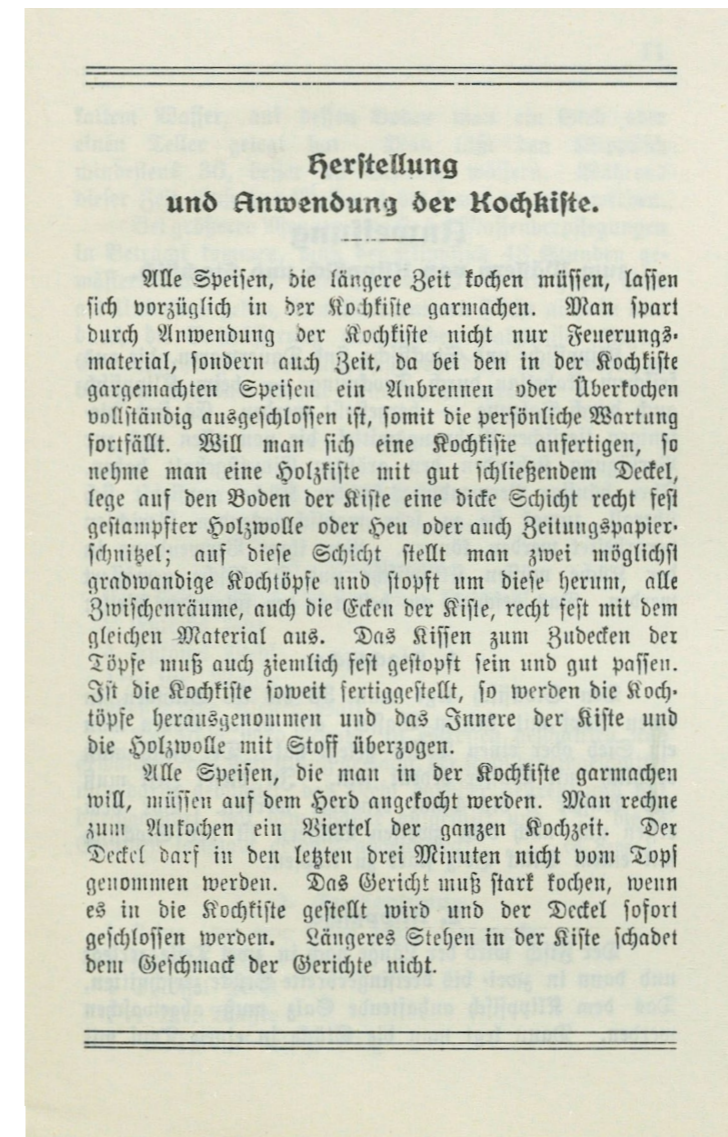 Herstellung
und Anwendung der Kochkiste.
Alle Speisen, die längere Zeit kochen müssen, lassen
sich vorzüglich in der Kochkiste garmachen. Man spart
durch Anwendung der Kochkiste nicht nur Feuerungs-
material, sondern auch Zeit, da bei den in der Kochkiste
gargemachten Speisen ein Anbrennen oder Überkochen
vollständig ausgeschlossen ist, somit die persönliche Wartung
fortfällt. Will man sich eine Kochkiste anfertigen, so
nehme man eine Holzkiste mit gut schließendem Deckel,
lege auf den Boden der Kiste eine dicke Schicht recht fest
gestampfter Holzwolle oder Heu oder auch Zeitungspapier-
schnitzel; auf diese Schicht stellt man zwei möglichst
gradwandige Kochtöpfe und stopft um diese herum, alle
Zwischenräume, auch die Ecken der Kiste, recht fest mit dem
gleichen Material aus. Das Kissen zum Zudecken der
Töpfe muß auch ziemlich fest gestopft sein und gut passen.
Ist die Kochkiste soweit fertiggestellt, so werden die Koch-
töpfe herausgenommen und das Innere der Kiste und
die Holzwolle mit Stoff überzogen.
Alle Speisen, die man in der Kochkiste garmachen
will, müssen auf dem Herd angekocht werden. Man rechne
zum Ankochen ein Viertel der ganzen Kochzeit. Der
Deckel darf in den letzten drei Minuten nicht vom Topf
genommen werden. Das Gericht muß stark kochen, wenn
es in die Kochkiste gestellt wird und der Deckel sofort
geschlossen werden. Längeres Stehen in der Kiste schadet
dem Geschmack der Gerichte nicht.